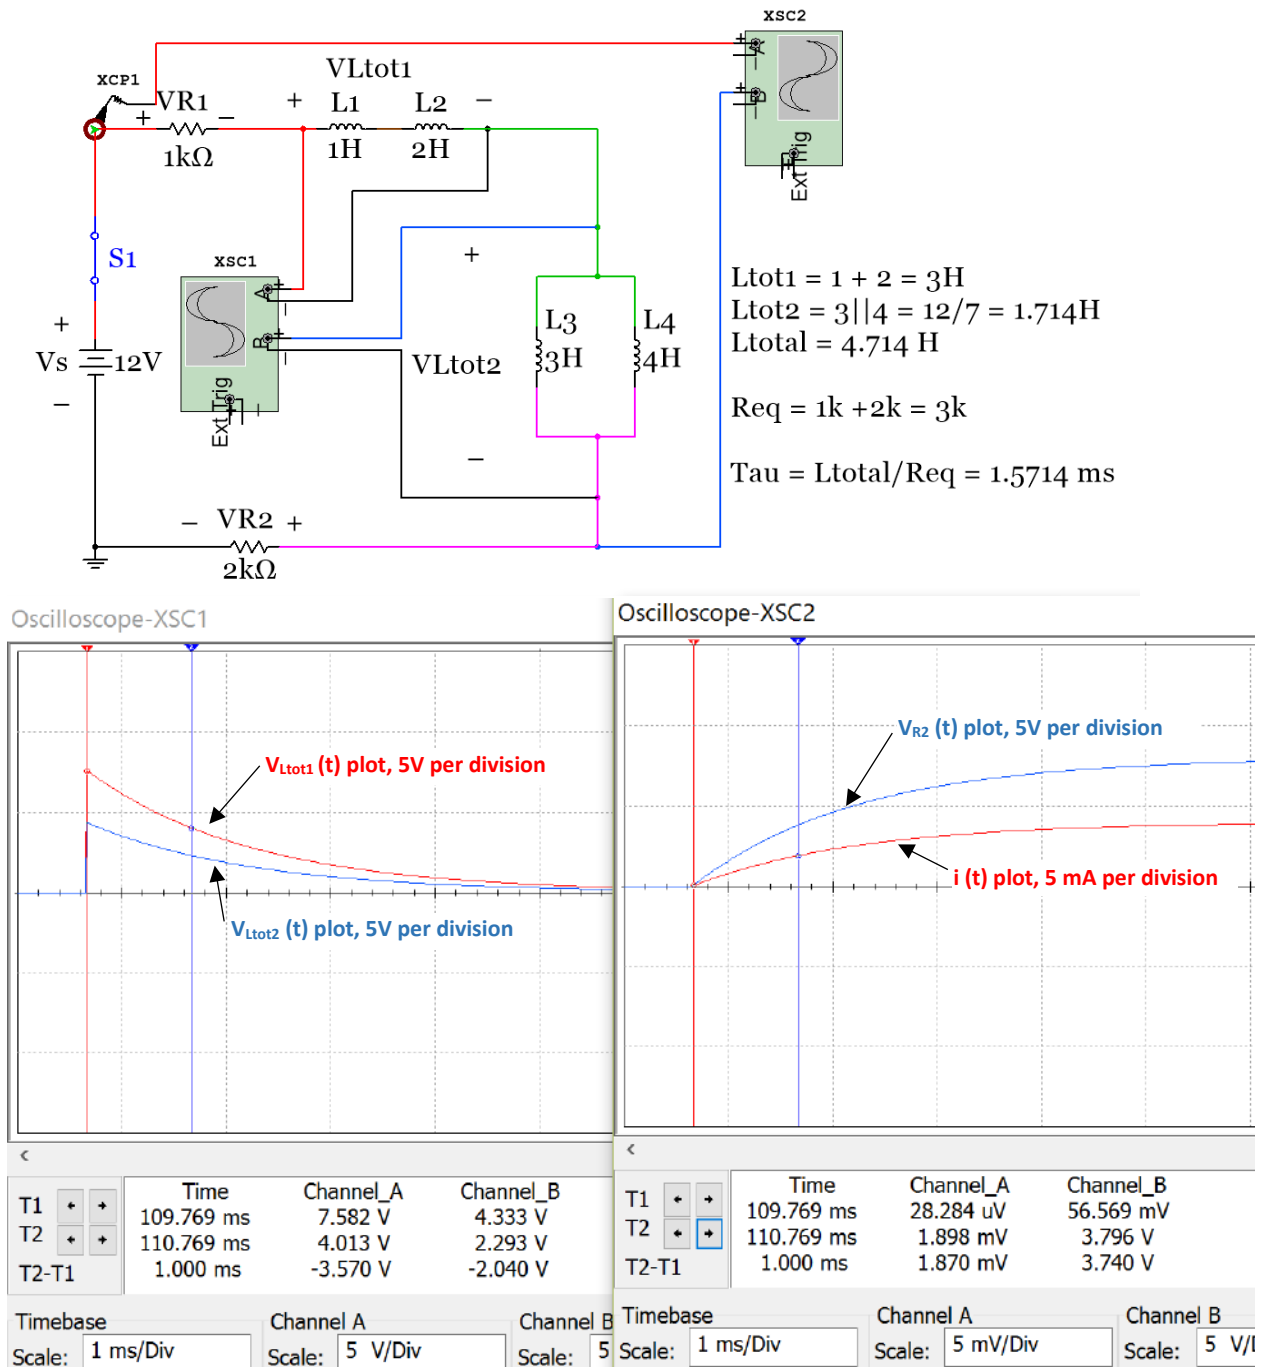 XSC2
XCP1
VLtot1
VR1
+ −
+ L1 L2 −
1kΩ
1H 2H
Ext Trig
S1
XSC1
A
B
Ext Trig
+
Vs 12V
−
+
VLtot2
−
L3 L4
3H 4H
Ltot1 = 1 + 2 = 3H
Ltot2 = 3||4 = 12/7 = 1.714H
Ltotal = 4.714 H
Req = 1k +2k = 3k
Tau = Ltotal/Req = 1.5714 ms
− VR2 +
2kΩ
Oscilloscope-XSC1
VLtot1 (t) plot, 5V per division
VLtot2 (t) plot, 5V per division
Time Channel_A Channel_B
T1 109.769 ms 7.582 V 4.333 V
T2 110.769 ms 4.013 V 2.293 V
T2-T1 1.000 ms -3.570 V -2.040 V
Timebase Channel A Channel B
Scale: 1 ms/Div Scale: 5 V/Div Scale: 5
Oscilloscope-XSC2
VR2 (t) plot, 5V per division
i (t) plot, 5 mA per division
Time Channel_A Channel_B
T1 109.769 ms 28.284 uV 56.569 mV
T2 110.769 ms 1.898 mV 3.796 V
T2-T1 1.000 ms 1.870 mV 3.740 V
Timebase Channel A Channel B
Scale: 1 ms/Div Scale: 5 mV/Div Scale: 5 V/